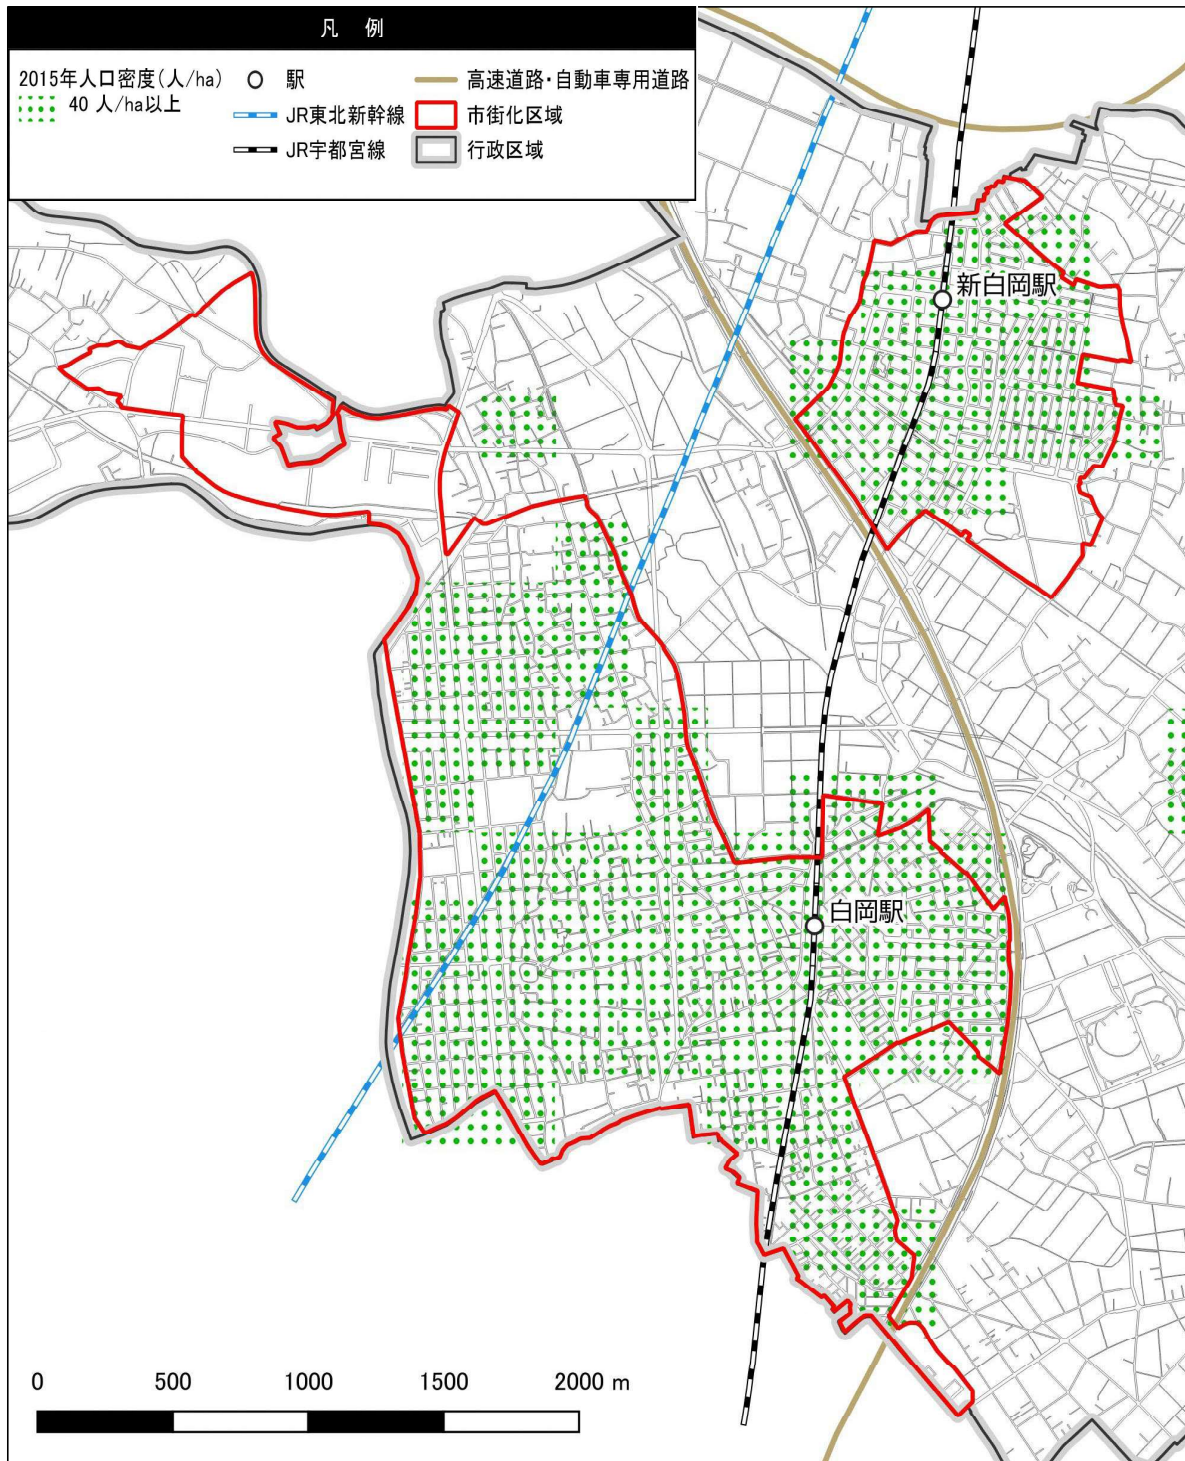 凡 例
2015年人口密度(人/ha)
40 人/ha以上
駅
JR東北新幹線
JR宇都宮線
高速道路・自動車専用道路
市街化区域
行政区域
新白岡駅
白岡駅
0 500 1000 1500 2000 m